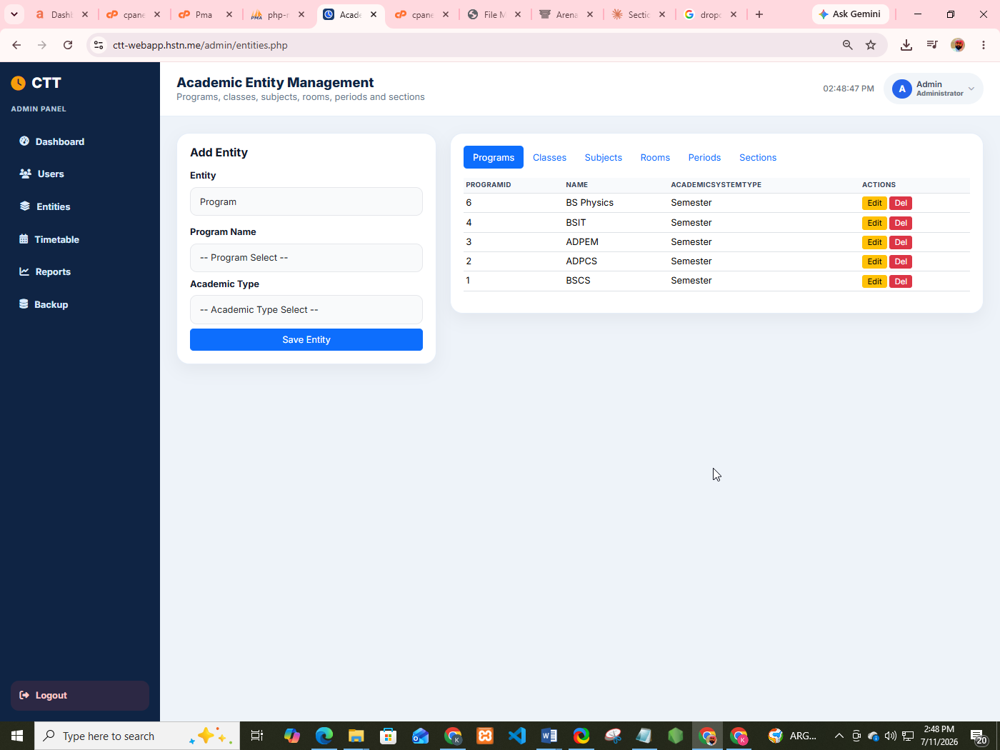 Dashb
cpane
Pma
php-r
Acade
cpane
File M
Arena
Sectio
dropd
Ask Gemini
ctt-webapp.hstn.me/admin/entities.php
CTT
ADMIN PANEL
Dashboard
Users
Entities
Timetable
Reports
Backup
Logout
Academic Entity Management
Programs, classes, subjects, rooms, periods and sections
02:48:47 PM
A
Admin
Administrator
Add Entity
Entity
Program
Program Name
-- Program Select --
Academic Type
-- Academic Type Select --
Save Entity
Programs Classes Subjects Rooms Periods Sections
PROGRAMID NAME ACADEMICSYSTEMTYPE ACTIONS
6 BS Physics Semester Edit Del
4 BSIT Semester Edit Del
3 ADPEM Semester Edit Del
2 ADPCS Semester Edit Del
1 BSCS Semester Edit Del
Type here to search
ARG...
2:48 PM
7/11/2026
20